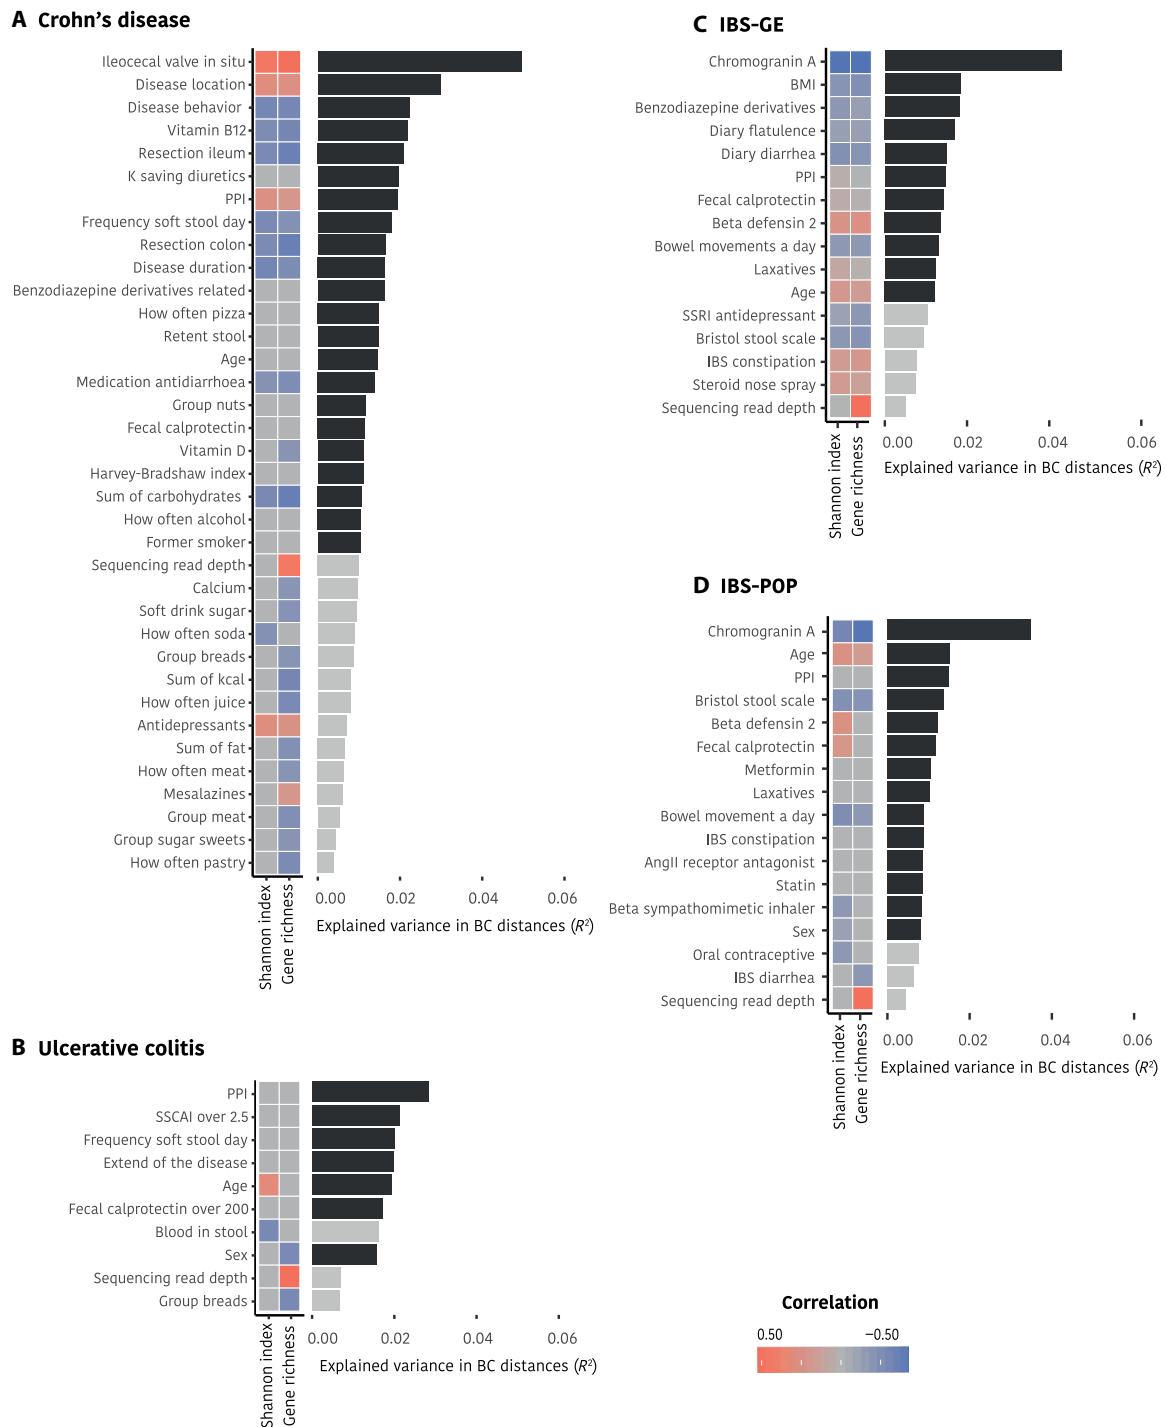 A Crohn's disease
Ileocecal valve in situ
Disease location
Disease behavior
Vitamin B12
Resection ileum
K saving diuretics
PPI
Frequency soft stool day
Resection colon
Disease duration
Benzodiazepine derivatives related
How often pizza
Retent stool
Age
Medication antidiarrhoea
Group nuts
Fecal calprotectin
Vitamin D
Harvey-Bradshaw index
Sum of carbohydrates
How often alcohol
Former smoker
Sequencing read depth
Calcium
Soft drink sugar
How often soda
Group breads
Sum of kcal
How often juice
Antidepressants
Sum of fat
How often meat
Mesalazines
Group meat
Group sugar sweets
How often pastry
Shannon index
Gene richness
0.00 0.02 0.04 0.06
Explained variance in BC distances (R²)
B Ulcerative colitis
PPI
SSCAI over 2.5
Frequency soft stool day
Extend of the disease
Age
Fecal calprotectin over 200
Blood in stool
Sex
Sequencing read depth
Group breads
Shannon index
Gene richness
0.00 0.02 0.04 0.06
Explained variance in BC distances (R²)
C IBS-GE
Chromogranin A
BMI
Benzodiazepine derivatives
Diary flatulence
Diary diarrhea
PPI
Fecal calprotectin
Beta defensin 2
Bowel movements a day
Laxatives
Age
SSRI antidepressant
Bristol stool scale
IBS constipation
Steroid nose spray
Sequencing read depth
Shannon index
Gene richness
0.00 0.02 0.04 0.06
Explained variance in BC distances (R²)
D IBS-POP
Chromogranin A
Age
PPI
Bristol stool scale
Beta defensin 2
Fecal calprotectin
Metformin
Laxatives
Bowel movement a day
IBS constipation
AngII receptor antagonist
Statin
Beta sympathomimetic inhaler
Sex
Oral contraceptive
IBS diarrhea
Sequencing read depth
Shannon index
Gene richness
0.00 0.02 0.04 0.06
Explained variance in BC distances (R²)
Correlation
0.50 −0.50